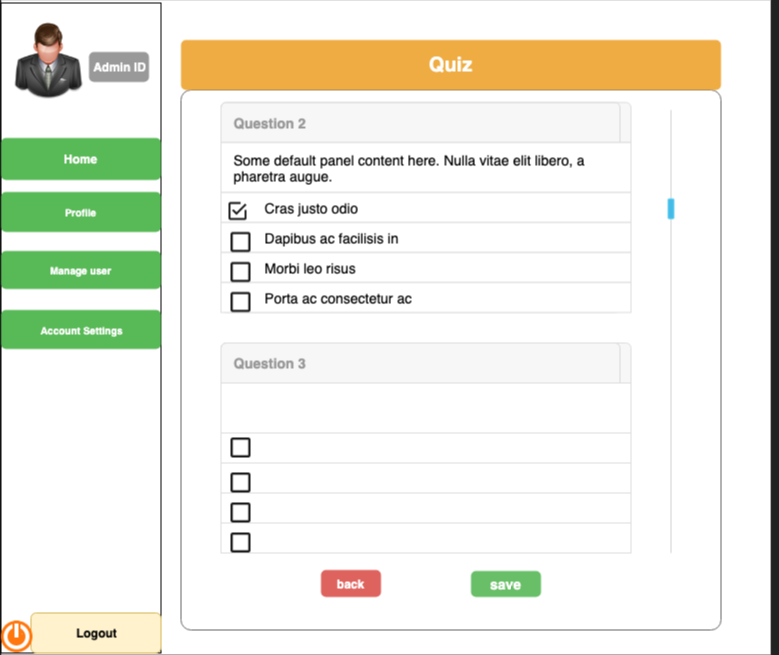 Admin ID
Home
Profile
Manage user
Account Settings
Logout
Quiz
Question 2
Some default panel content here. Nulla vitae elit libero, a
pharetra augue.
Cras justo odio
Dapibus ac facilisis in
Morbi leo risus
Porta ac consectetur ac
Question 3
back
save